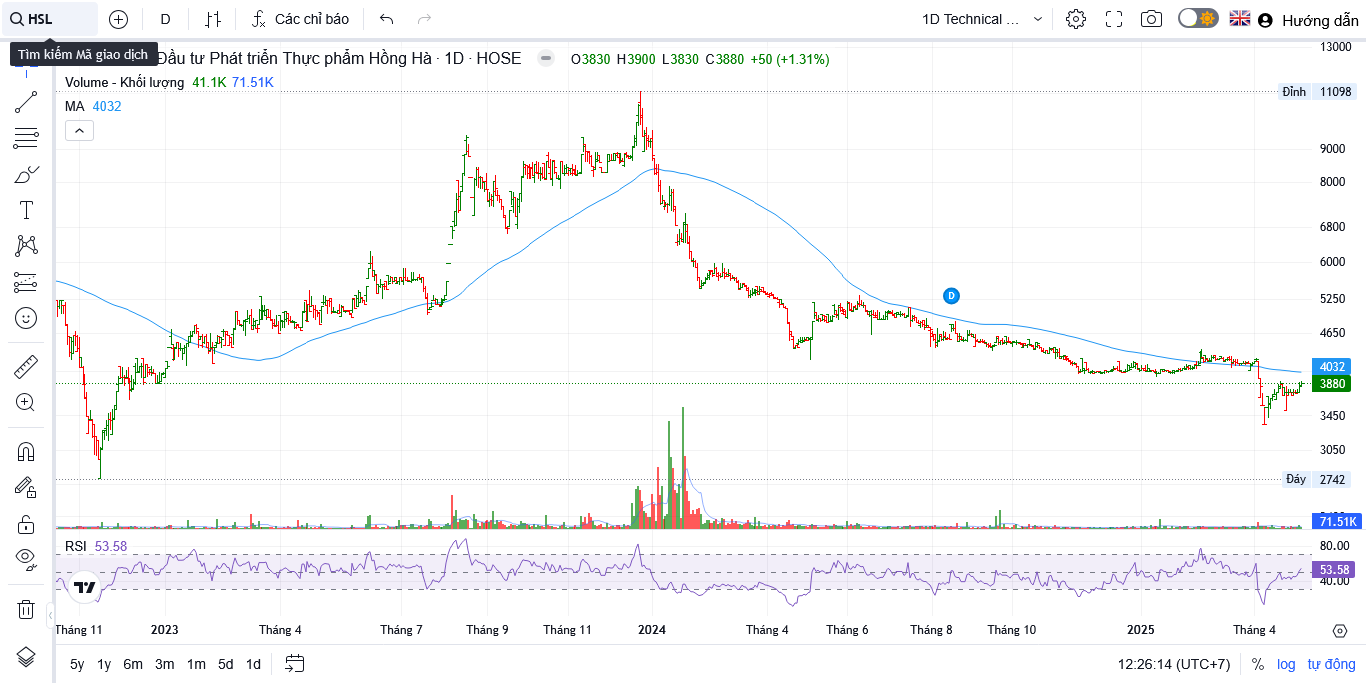 HSL
D
Các chỉ báo
1D Technical ...
Hướng dẫn
Tìm kiếm Mã giao dịch
Đầu tư Phát triển Thực phẩm Hồng Hà · 1D · HOSE
O3830 H3900 L3830 C3880 +50 (+1.31%)
Volume - Khối lượng 41.1K 71.51K
MA 4032
13000
Đỉnh 11098
9000
8000
6800
6000
5250
4650
4032
3880
3450
3050
Đáy 2742
71.51K
D
RSI 53.58
80.00
53.58
40.00
Tháng 11 2023 Tháng 4 Tháng 7 Tháng 9 Tháng 11 2024 Tháng 4 Tháng 6 Tháng 8 Tháng 10 2025 Tháng 4
5y 1y 6m 3m 1m 5d 1d
12:26:14 (UTC+7) % log tự động